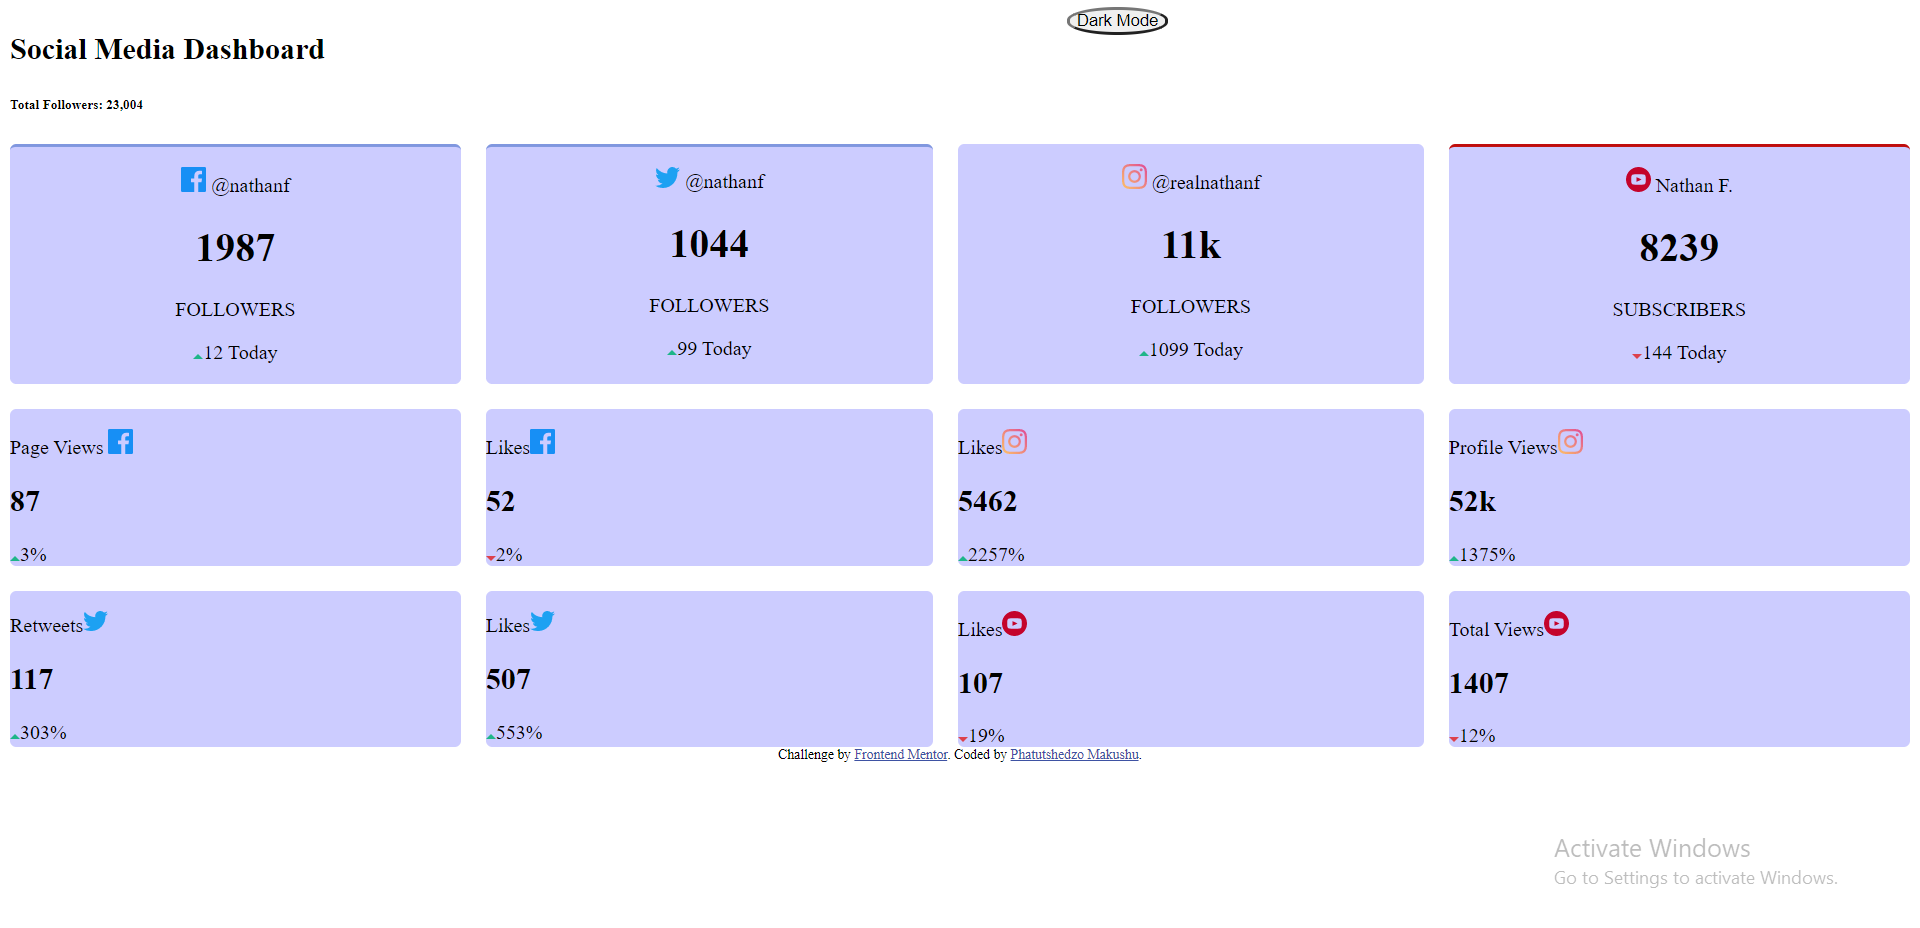 Dark Mode
Social Media Dashboard
Total Followers: 23,004
@nathanf
1987
FOLLOWERS
12 Today
@nathanf
1044
FOLLOWERS
99 Today
@realnathanf
11k
FOLLOWERS
1099 Today
Nathan F.
8239
SUBSCRIBERS
144 Today
Page Views
87
3%
Likes
52
2%
Likes
5462
2257%
Profile Views
52k
1375%
Retweets
117
303%
Likes
507
553%
Likes
107
19%
Total Views
1407
12%
Challenge by Frontend Mentor. Coded by Phatutshedzo Makushu.
Activate Windows
Go to Settings to activate Windows.